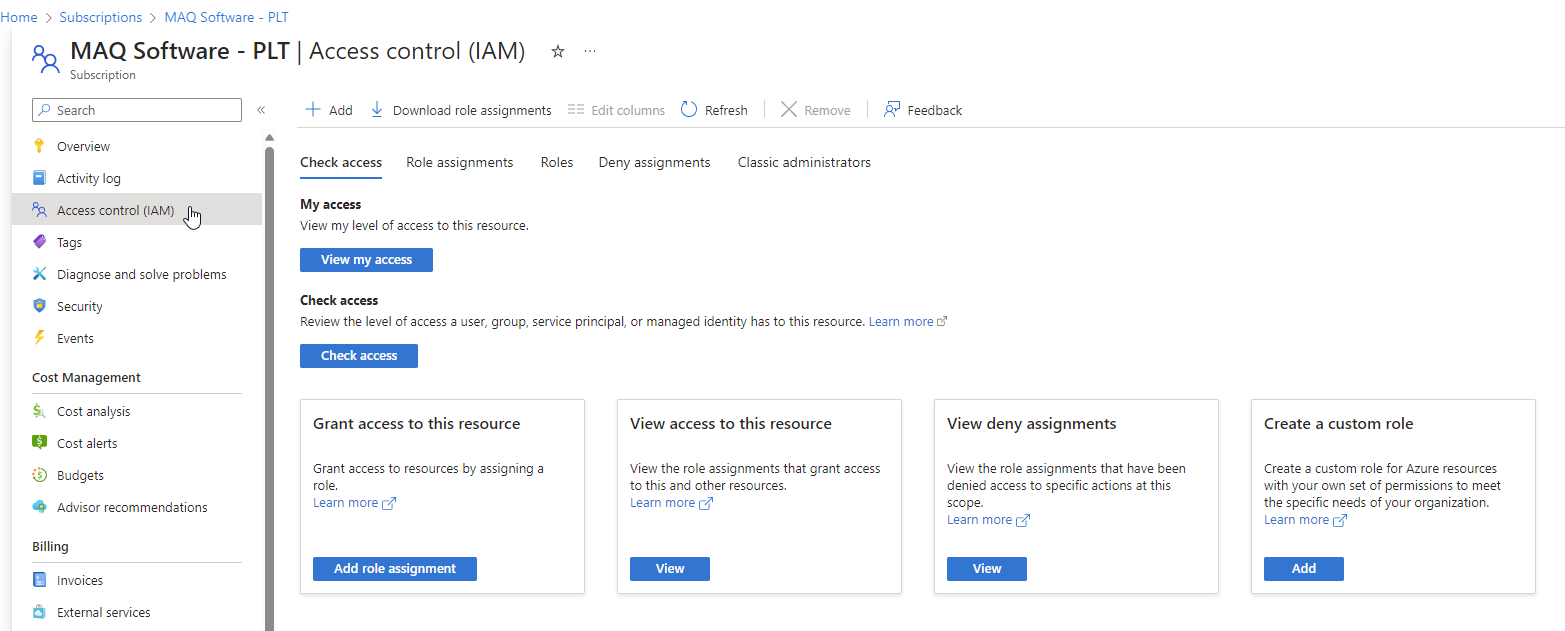 Home > Subscriptions > MAQ Software - PLT
MAQ Software - PLT | Access control (IAM) ☆ ...
Subscription
Search «
Overview
Activity log
Access control (IAM)
Tags
Diagnose and solve problems
Security
Events
Cost Management
Cost analysis
Cost alerts
Budgets
Advisor recommendations
Billing
Invoices
External services
Add Download role assignments Edit columns Refresh Remove Feedback
Check access Role assignments Roles Deny assignments Classic administrators
My access
View my level of access to this resource.
View my access
Check access
Review the level of access a user, group, service principal, or managed identity has to this resource. Learn more
Check access
Grant access to this resource
Grant access to resources by assigning a
role.
Learn more
Add role assignment
View access to this resource
View the role assignments that grant access
to this and other resources.
Learn more
View
View deny assignments
View the role assignments that have been
denied access to specific actions at this
scope.
Learn more
View
Create a custom role
Create a custom role for Azure resources
with your own set of permissions to meet
the specific needs of your organization.
Learn more
Add